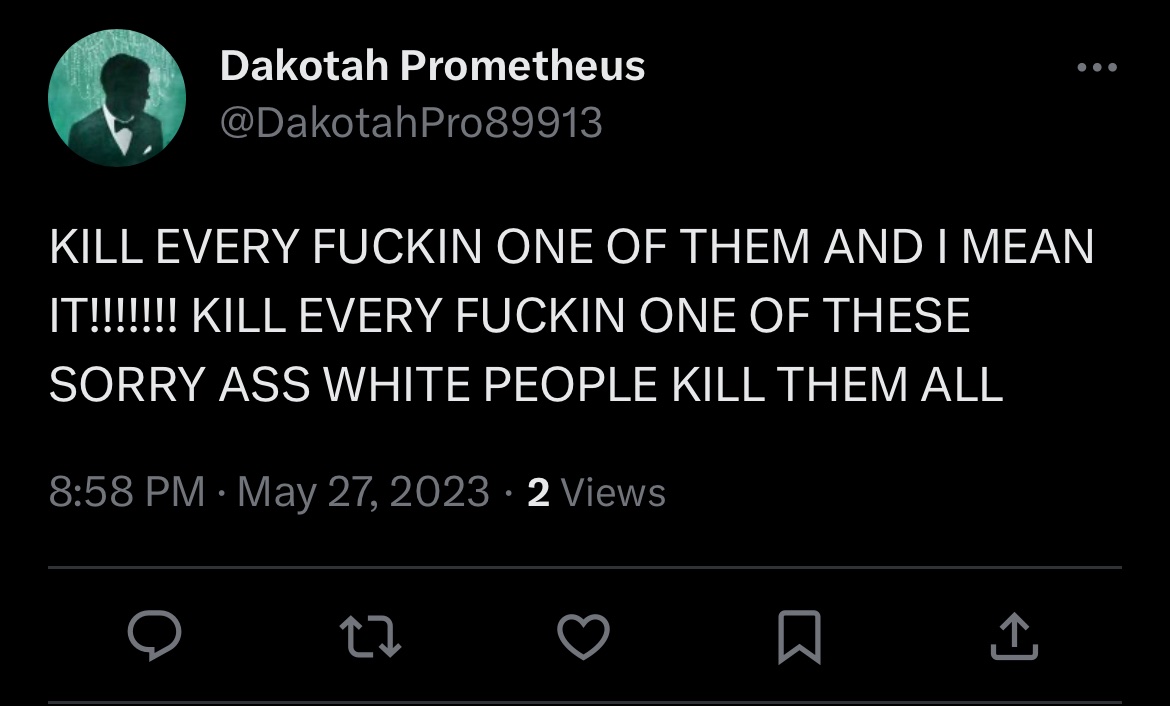 Dakotah Prometheus
@DakotahPro89913
KILL EVERY FUCKIN ONE OF THEM AND I MEAN
IT!!!!!!! KILL EVERY FUCKIN ONE OF THESE
SORRY ASS WHITE PEOPLE KILL THEM ALL
8:58 PM · May 27, 2023 · 2 Views